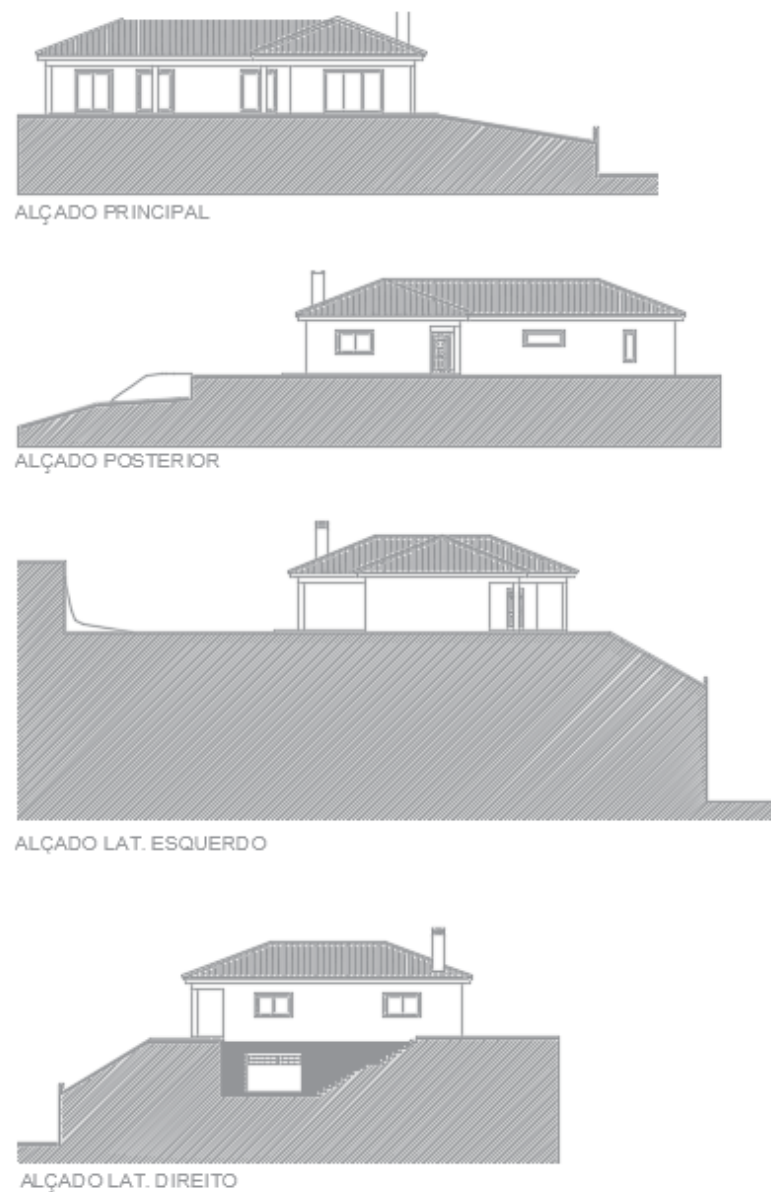 ALÇADO PRINCIPAL
ALÇADO POSTERIOR
ALÇADO LAT. ESQUERDO
ALÇADO LAT. DIREITO